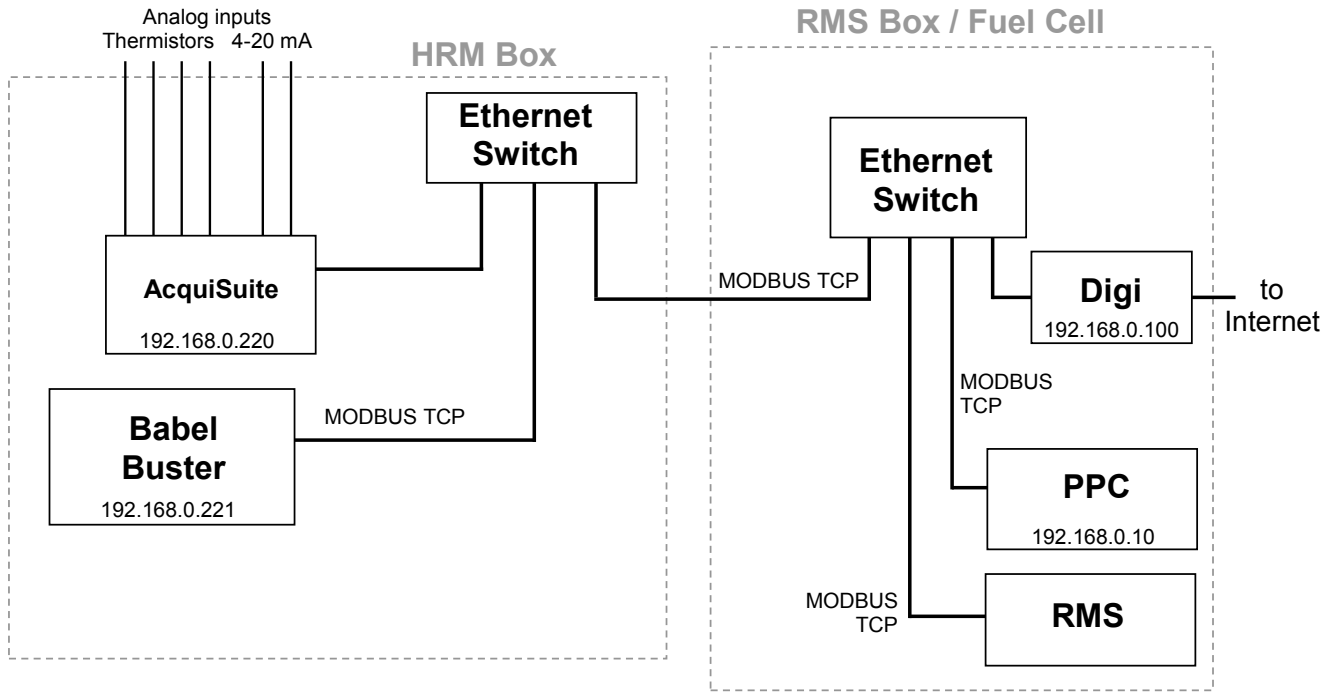 Analog inputs
Thermistors 4-20 mA
HRM Box
Ethernet
Switch
AcquiSuite
192.168.0.220
Babel
Buster
192.168.0.221
MODBUS TCP
MODBUS TCP
RMS Box / Fuel Cell
Ethernet
Switch
Digi
192.168.0.100
to
Internet
MODBUS
TCP
PPC
192.168.0.10
MODBUS
TCP
RMS